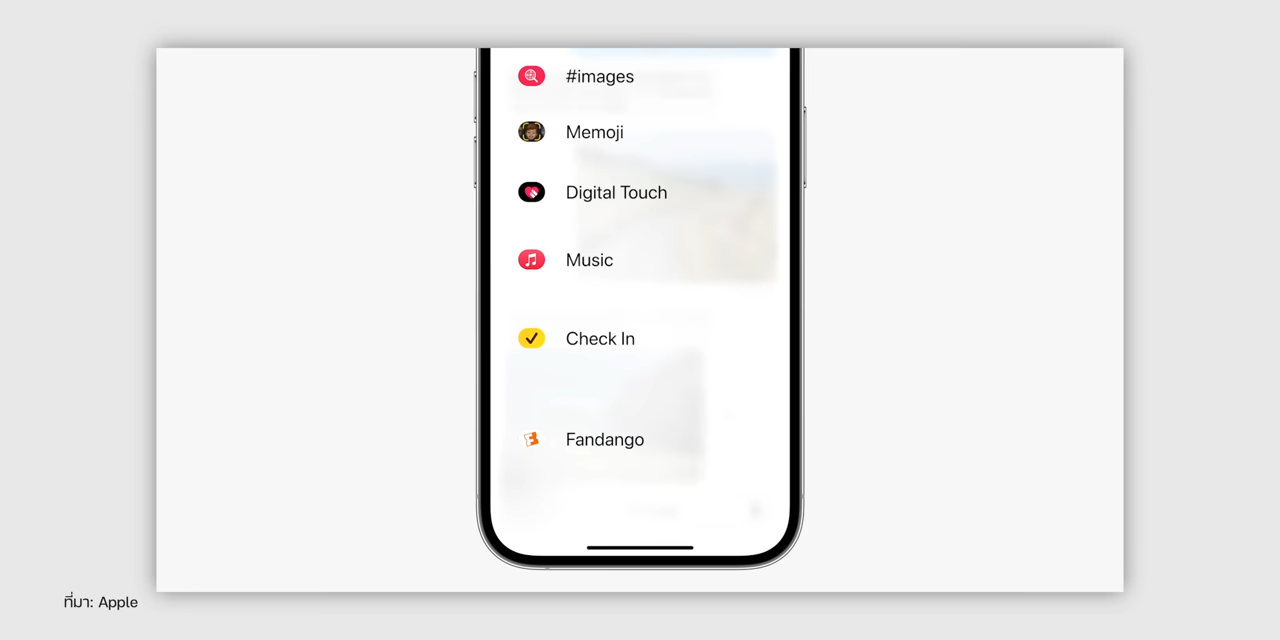 #images
Memoji
Digital Touch
Music
Check In
Fandango
ที่มา: Apple